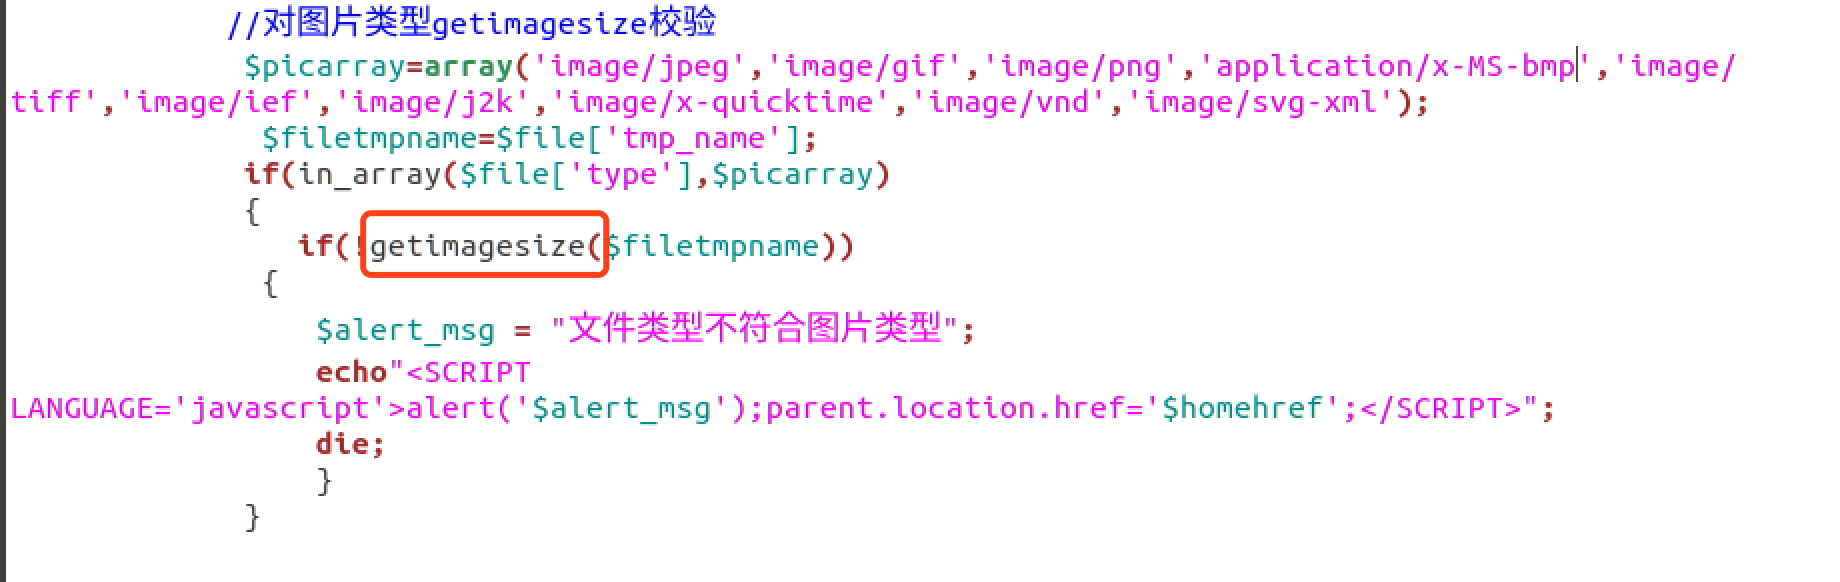 //对图片类型getimagesize校验
$picarray=array('image/jpeg','image/gif','image/png','application/x-MS-bmp','image/
tiff','image/ief','image/j2k','image/x-quicktime','image/vnd','image/svg-xml');
$filetmpname=$file['tmp_name'];
if(in_array($file['type'],$picarray)
{
if(!getimagesize($filetmpname))
{
$alert_msg = "文件类型不符合图片类型";
echo"<SCRIPT
LANGUAGE='javascript'>alert('$alert_msg');parent.location.href='$homehref';</SCRIPT>";
die;
}
}